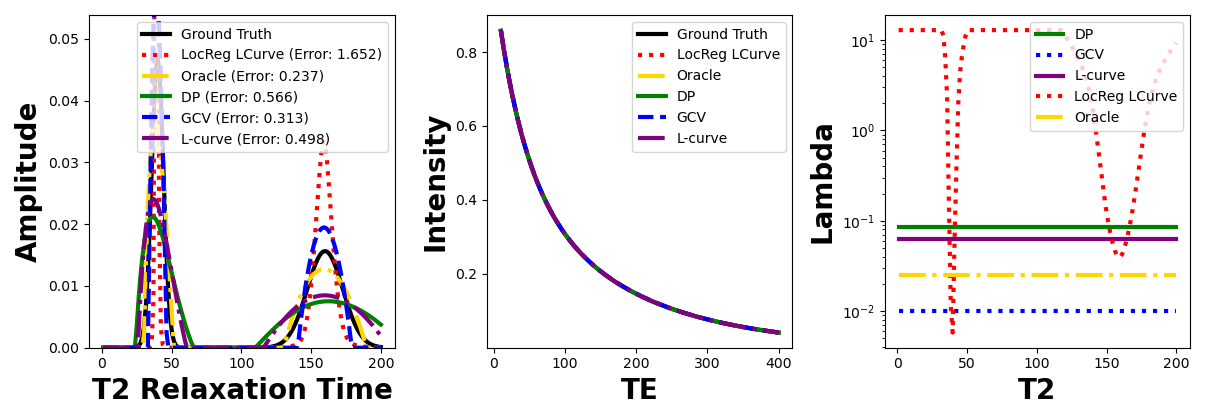 Amplitude
0.05
0.04
0.03
0.02
0.01
0.00
Ground Truth
LocReg LCurve (Error: 1.652)
Oracle (Error: 0.237)
DP (Error: 0.566)
GCV (Error: 0.313)
L-curve (Error: 0.498)
0 50 100 150 200
T2 Relaxation Time
Intensity
0.8
0.6
0.4
0.2
Ground Truth
LocReg LCurve
Oracle
DP
GCV
L-curve
0 100 200 300 400
TE
Lambda
10¹
10⁰
10⁻¹
10⁻²
DP
GCV
L-curve
LocReg LCurve
Oracle
0 50 100 150 200
T2